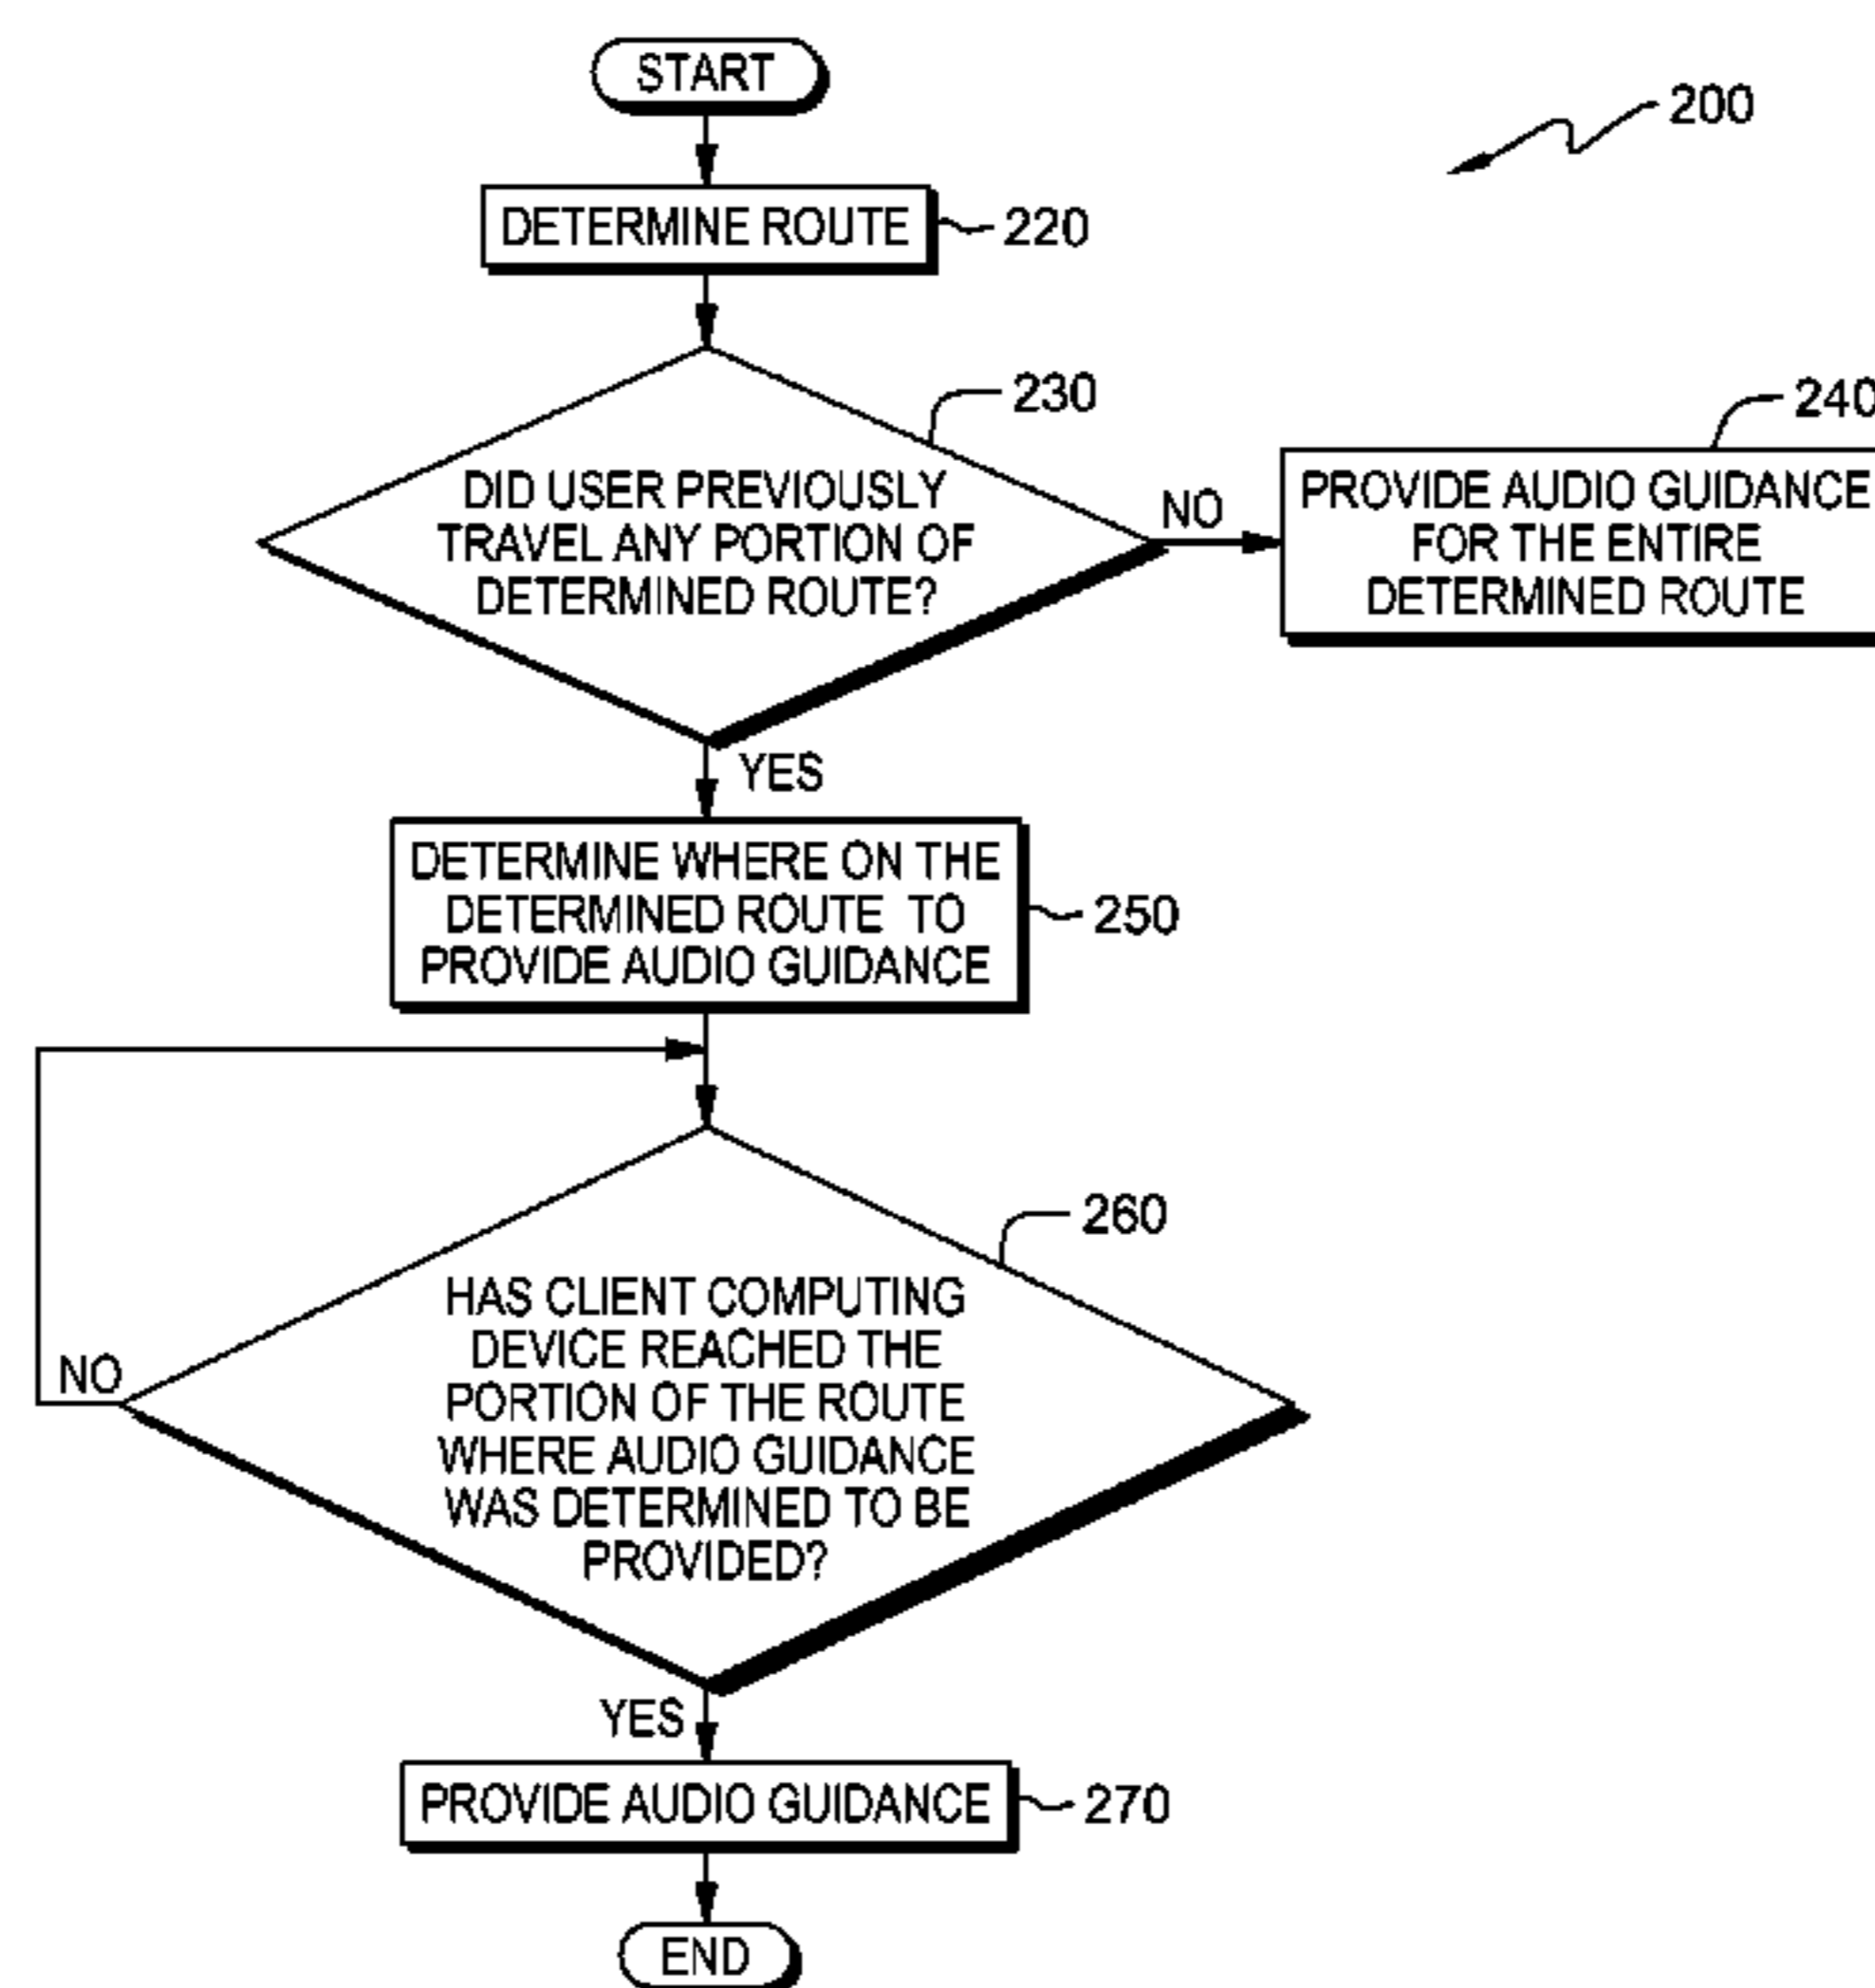 START
200
DETERMINE ROUTE
220
230
240
DID USER PREVIOUSLY
TRAVEL ANY PORTION OF
DETERMINED ROUTE?
NO
PROVIDE AUDIO GUIDANCE
FOR THE ENTIRE
DETERMINED ROUTE
YES
DETERMINE WHERE ON THE
DETERMINED ROUTE TO
PROVIDE AUDIO GUIDANCE
250
260
HAS CLIENT COMPUTING
DEVICE REACHED THE
PORTION OF THE ROUTE
WHERE AUDIO GUIDANCE
WAS DETERMINED TO BE
PROVIDED?
NO
YES
PROVIDE AUDIO GUIDANCE
270
END